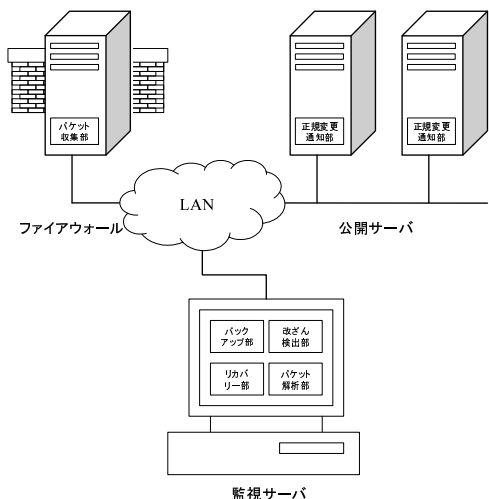 パケット
収集部
正規変更
通知部
正規変更
通知部
LAN
ファイアウォール
公開サーバ
バック
アップ部
改ざん
検出部
リカバ
リー部
パケット
解析部
監視サーバ